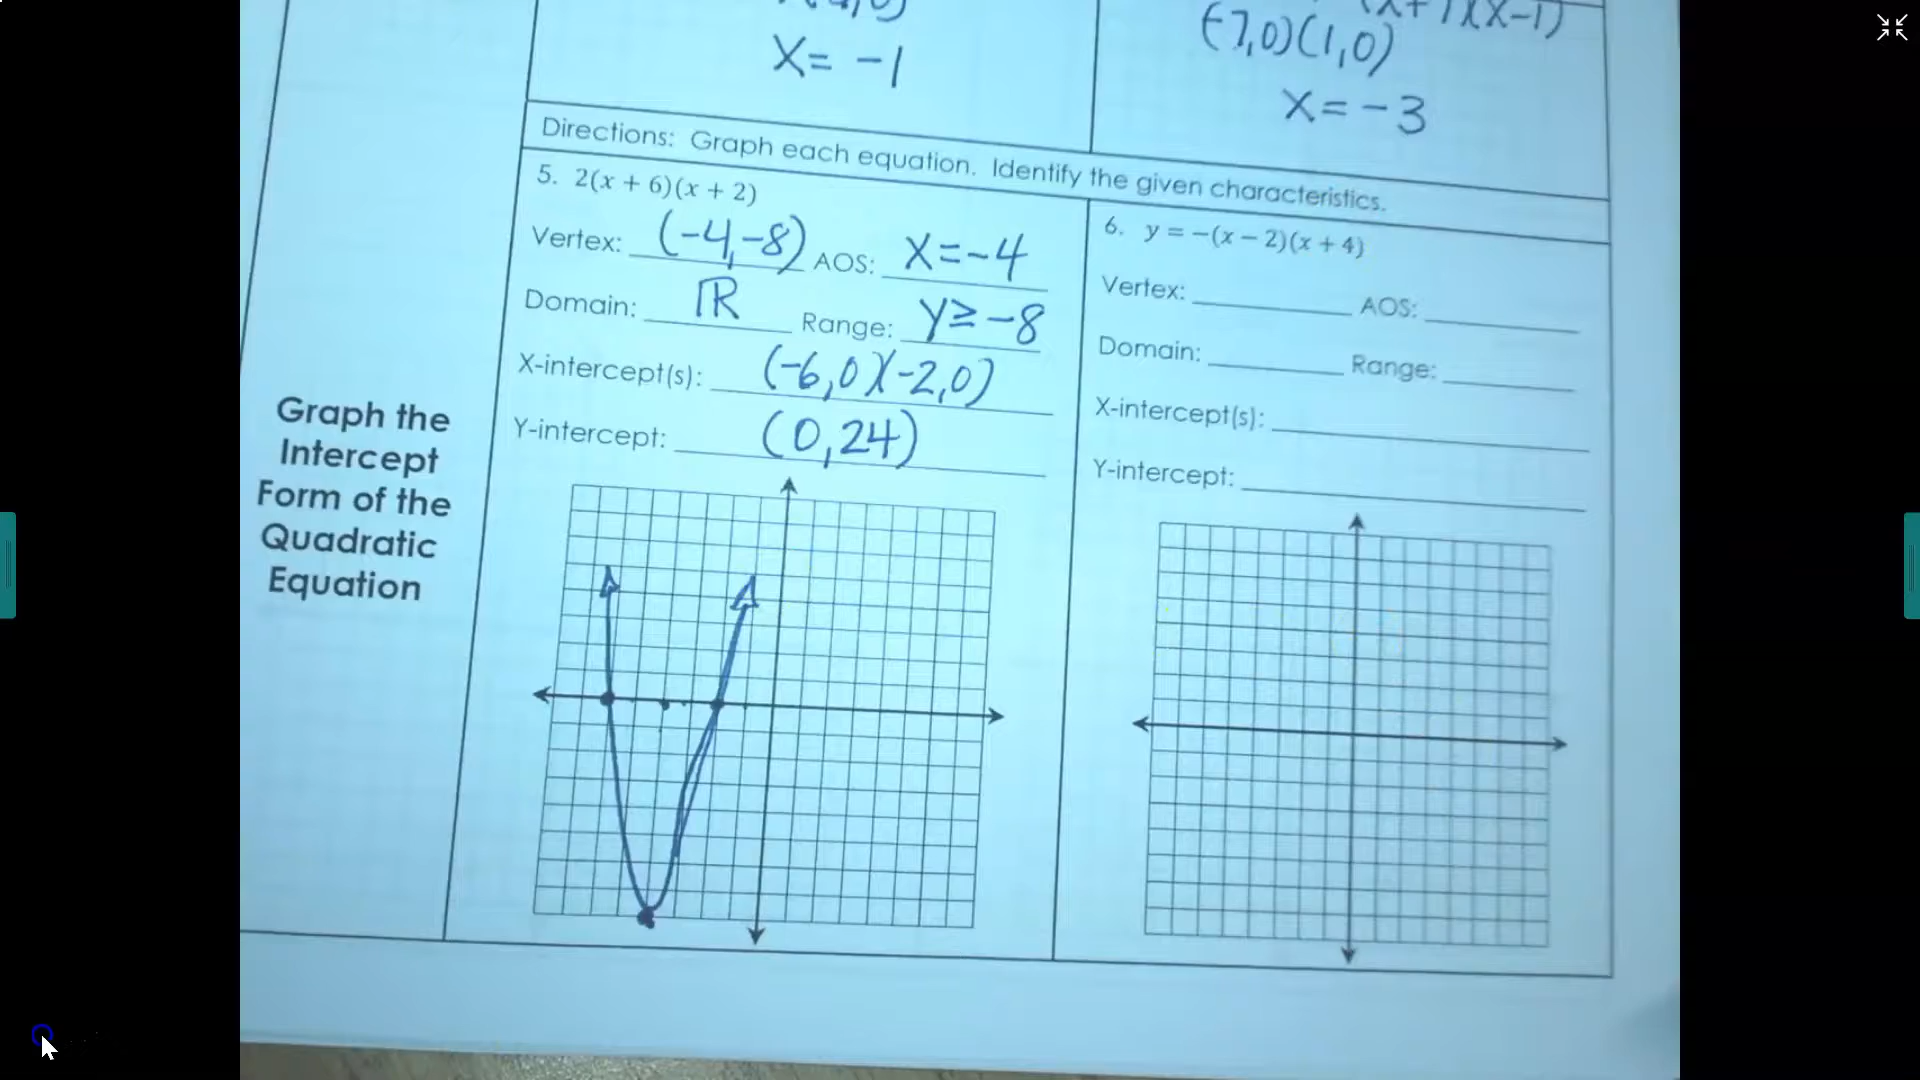 X= -1
(-7,0)(1,0)
X= -3
Directions: Graph each equation. Identify the given characteristics.
5. 2(x + 6)(x + 2)
Vertex: (-4,-8) AOS: X=-4
Domain: ℝ Range: Y≥-8
X-intercept(s): (-6,0)(-2,0)
Y-intercept: (0,24)
6. y = -(x - 2)(x + 4)
Vertex: AOS:
Domain: Range:
X-intercept(s):
Y-intercept:
Graph the
Intercept
Form of the
Quadratic
Equation